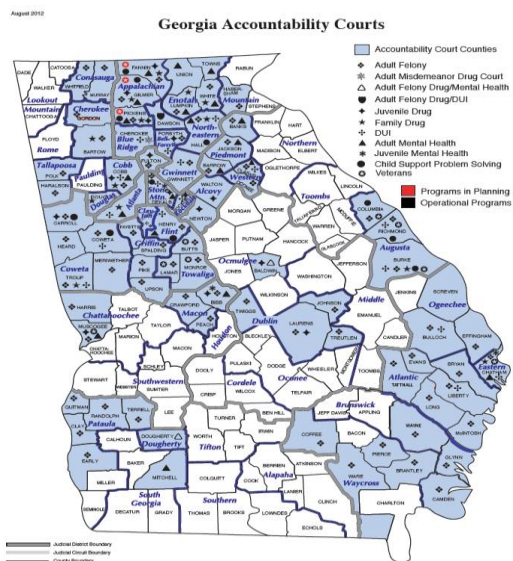 August 2012
Georgia Accountability Courts
Accountability Court Counties
Adult Felony
Adult Misdemeanor Drug Court
Adult Felony Drug/Mental Health
Adult Felony Drug/DUI
Juvenile Drug
Family Drug
DUI
Adult Mental Health
Juvenile Mental Health
Child Support Problem Solving
Veterans
Programs in Planning
Operational Programs
DADE
CATOOSA
WALKER
WHITFIELD
MURRAY
FANNIN
GILMER
UNION
TOWNS
RABUN
WHITE
LUMPKIN
STEPHENS
Conasauga
Appalachian
Enotah
Mountain
Lookout
Mountain
CHATTOOGA
GORDON
Cherokee
PICKENS
DAWSON
BANKS
FRANKLIN
HART
FLOYD
Rome
BARTOW
CHEROKEE
Blue
Ridge
FORSYTH
HALL
North-
eastern
JACKSON
Piedmont
MADISON
ELBERT
Northern
Tallapoosa
POLK
HARALSON
Paulding
PAULDING
Cobb
COBB
FULTON
GWINNETT
Gwinnett
BARROW
Western
OGLETHORPE
WILKES
LINCOLN
WALTON
Alcovy
Stone
Mtn.
DOUGLAS
Douglas
Atlanta
CARROLL
COWETA
HEARD
Coweta
HENRY
Flint
NEWTON
Griffin
SPALDING
BUTTS
MORGAN
GREENE
Toombs
WARREN
COLUMBIA
RICHMOND
Augusta
JASPER
PUTNAM
HANCOCK
GLASCOCK
JEFFERSON
BURKE
MERIWETHER
TROUP
PIKE
LAMAR
MONROE
Towaliga
UPSON
Ocmulgee
JONES
BALDWIN
WASHINGTON
JENKINS
SCREVEN
HARRIS
Chattahoochee
TALBOT
CRAWFORD
BIBB
Macon
PEACH
TWIGGS
WILKINSON
JOHNSON
Middle
EMANUEL
Ogeechee
MUSCOGEE
MARION
TAYLOR
MACON
Houston
HOUSTON
BLECKLEY
Dublin
LAURENS
TREUTLEN
CANDLER
BULLOCH
EFFINGHAM
CHATTA-
HOOCHEE
SCHLEY
STEWART
WEBSTER
SUMTER
Southwestern
DOOLY
PULASKI
DODGE
WHEELER
MONTGOMERY
TOOMBS
EVANS
BRYAN
Eastern
CHATHAM
Cordele
CRISP
WILCOX
Oconee
TELFAIR
Atlantic
TATTNALL
LIBERTY
LONG
QUITMAN
RANDOLPH
TERRELL
LEE
Pataula
CLAY
CALHOUN
DOUGHERTY
Dougherty
TURNER
BEN HILL
IRWIN
JEFF DAVIS
APPLING
Brunswick
WAYNE
MCINTOSH
EARLY
BAKER
WORTH
TIFT
Tifton
COFFEE
BACON
PIERCE
BRANTLEY
GLYNN
MILLER
MITCHELL
COLQUITT
COOK
BERRIEN
Alapaha
ATKINSON
WARE
Waycross
CAMDEN
SEMINOLE
DECATUR
GRADY
South
Georgia
THOMAS
BROOKS
Southern
LOWNDES
LANIER
CLINCH
ECHOLS
CHARLTON
Judicial District Boundary
Judicial Circuit Boundary
County Boundary